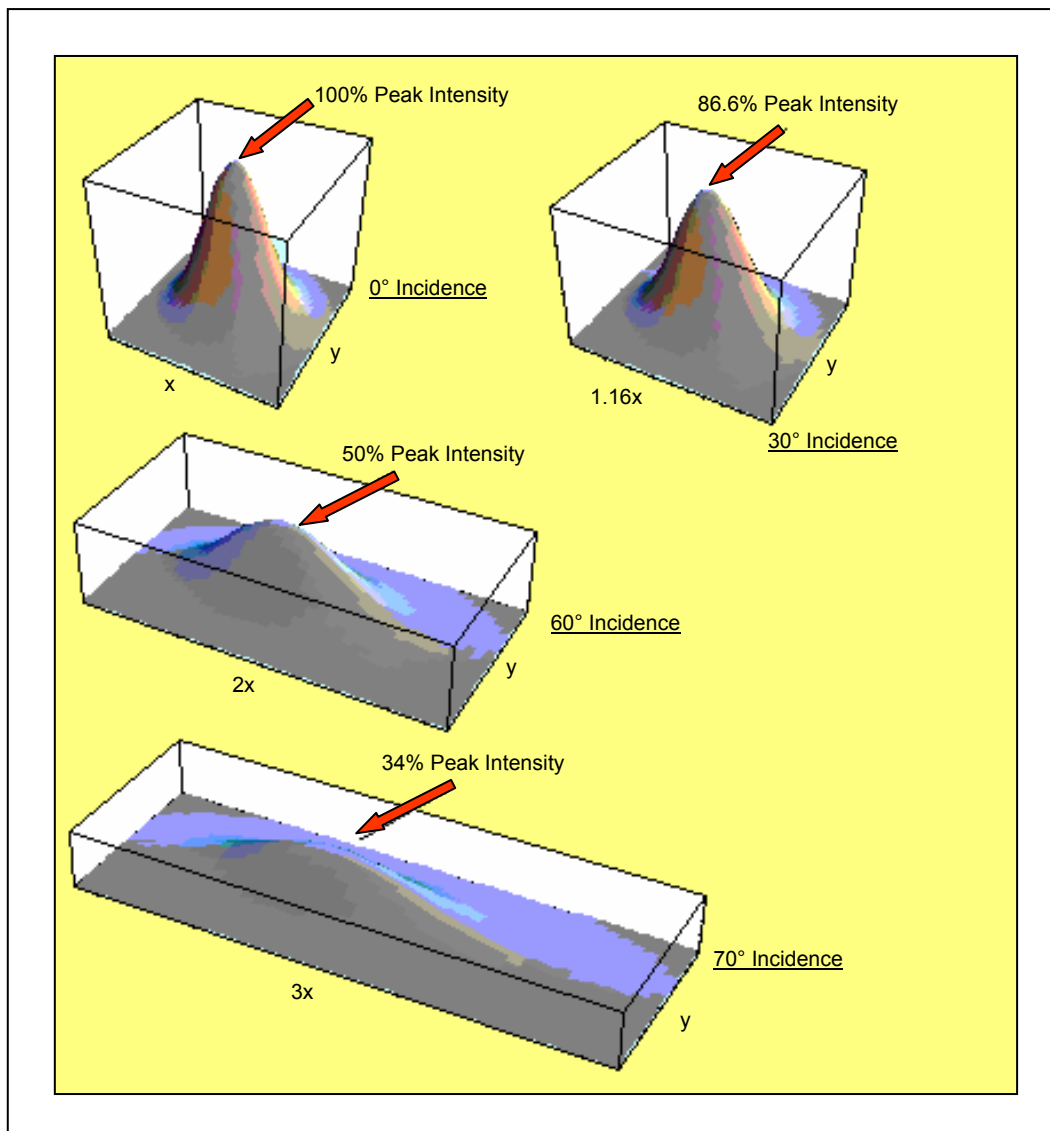 100% Peak Intensity
86.6% Peak Intensity
0° Incidence
y
x
y
1.16x
30° Incidence
50% Peak Intensity
60° Incidence
y
2x
34% Peak Intensity
70° Incidence
3x
y